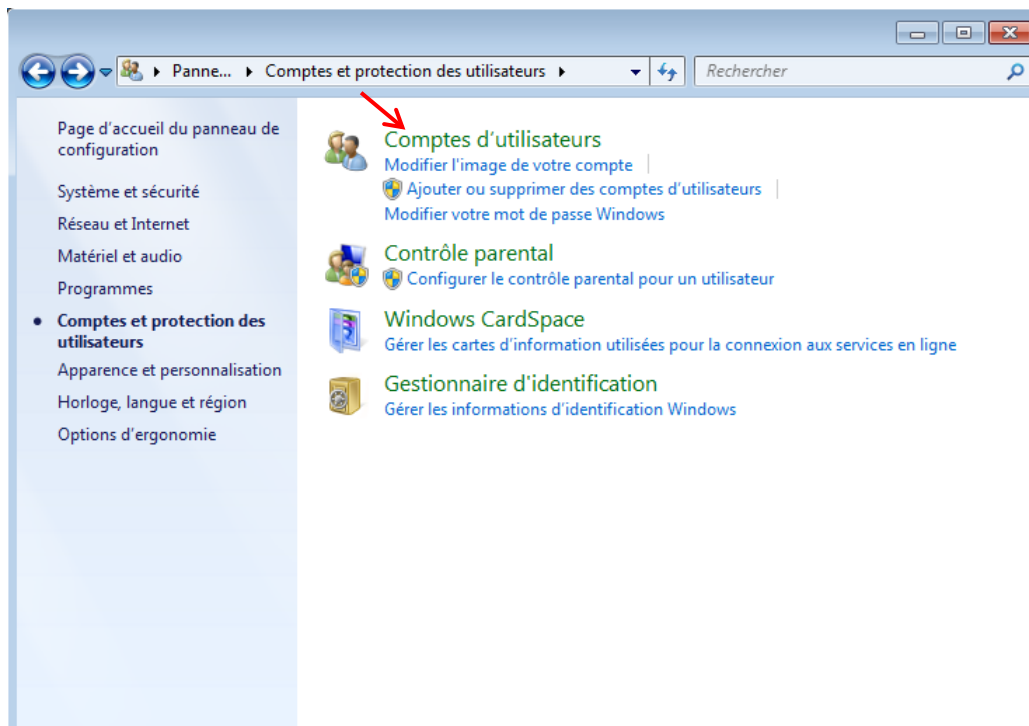 Panne... Comptes et protection des utilisateurs
Rechercher
Page d'accueil du panneau de
configuration
Système et sécurité
Réseau et Internet
Matériel et audio
Programmes
Comptes et protection des
utilisateurs
Apparence et personnalisation
Horloge, langue et région
Options d'ergonomie
Comptes d'utilisateurs
Modifier l'image de votre compte
Ajouter ou supprimer des comptes d'utilisateurs
Modifier votre mot de passe Windows
Contrôle parental
Configurer le contrôle parental pour un utilisateur
Windows CardSpace
Gérer les cartes d'information utilisées pour la connexion aux services en ligne
Gestionnaire d'identification
Gérer les informations d'identification Windows